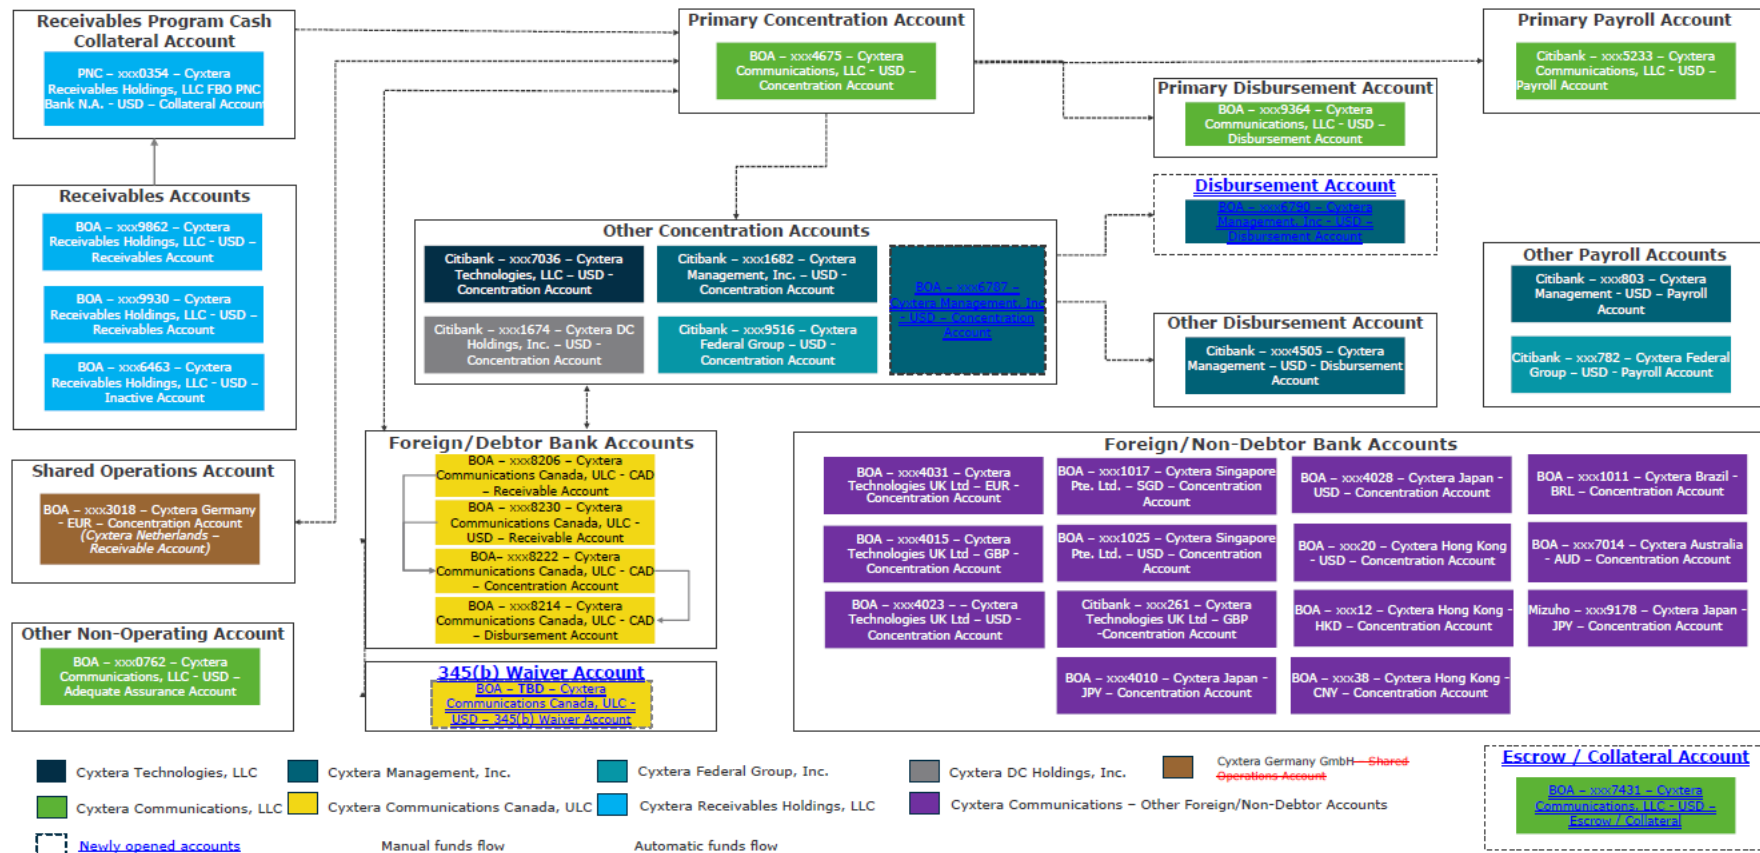 Receivables Program Cash
Collateral Account
PNC – xxx0354 – Cyxtera
Receivables Holdings, LLC FBO PNC
Bank N.A. - USD – Collateral Account
Primary Concentration Account
BOA – xxx4675 – Cyxtera
Communications, LLC - USD –
Concentration Account
Primary Payroll Account
Citibank – xxx5233 – Cyxtera
Communications, LLC - USD –
Payroll Account
Primary Disbursement Account
BOA – xxx9364 – Cyxtera
Communications, LLC - USD –
Disbursement Account
Receivables Accounts
BOA – xxx9862 – Cyxtera
Receivables Holdings, LLC - USD –
Receivables Account
BOA – xxx9930 – Cyxtera
Receivables Holdings, LLC - USD –
Receivables Account
BOA – xxx6463 – Cyxtera
Receivables Holdings, LLC - USD –
Inactive Account
Other Concentration Accounts
Citibank – xxx7036 – Cyxtera
Technologies, LLC – USD -
Concentration Account
Citibank – xxx1682 – Cyxtera
Management, Inc. – USD -
Concentration Account
Citibank – xxx1674 – Cyxtera DC
Holdings, Inc. – USD -
Concentration Account
Citibank – xxx9516 – Cyxtera
Federal Group – USD -
Concentration Account
BOA – xxx6787 –
Cyxtera Management, Inc
- USD – Concentration
Account
Disbursement Account
BOA – xxx6790 – Cyxtera
Management, Inc - USD –
Disbursement Account
Other Disbursement Account
Citibank – xxx4505 – Cyxtera
Management – USD - Disbursement
Account
Other Payroll Accounts
Citibank – xxx803 – Cyxtera
Management - USD – Payroll
Account
Citibank – xxx782 – Cyxtera Federal
Group – USD - Payroll Account
Shared Operations Account
BOA – xxx3018 – Cyxtera Germany
- EUR – Concentration Account
(Cyxtera Netherlands –
Receivable Account)
Other Non-Operating Account
BOA – xxx0762 – Cyxtera
Communications, LLC - USD –
Adequate Assurance Account
Foreign/Debtor Bank Accounts
BOA – xxx8206 – Cyxtera
Communications Canada, ULC - CAD
– Receivable Account
BOA – xxx8230 – Cyxtera
Communications Canada, ULC -
USD – Receivable Account
BOA– xxx8222 – Cyxtera
Communications Canada, ULC - CAD
– Concentration Account
BOA – xxx8214 – Cyxtera
Communications Canada, ULC - CAD
– Disbursement Account
345(b) Waiver Account
BOA – TBD – Cyxtera
Communications Canada, ULC -
USD – 345(b) Waiver Account
Foreign/Non-Debtor Bank Accounts
BOA – xxx4031 – Cyxtera
Technologies UK Ltd – EUR -
Concentration Account
BOA – xxx1017 – Cyxtera Singapore
Pte. Ltd. – SGD – Concentration
Account
BOA – xxx4028 – Cyxtera Japan -
USD – Concentration Account
BOA – xxx1011 – Cyxtera Brazil -
BRL – Concentration Account
BOA – xxx4015 – Cyxtera
Technologies UK Ltd – GBP -
Concentration Account
BOA – xxx1025 – Cyxtera Singapore
Pte. Ltd. – USD – Concentration
Account
BOA – xxx20 – Cyxtera Hong Kong
- USD – Concentration Account
BOA – xxx7014 – Cyxtera Australia
- AUD – Concentration Account
BOA – xxx4023 – – Cyxtera
Technologies UK Ltd – USD -
Concentration Account
Citibank – xxx261 – Cyxtera
Technologies UK Ltd – GBP
-Concentration Account
BOA – xxx12 – Cyxtera Hong Kong -
HKD – Concentration Account
Mizuho – xxx9178 – Cyxtera Japan -
JPY – Concentration Account
BOA – xxx4010 – Cyxtera Japan -
JPY – Concentration Account
BOA – xxx38 – Cyxtera Hong Kong -
CNY – Concentration Account
Cyxtera Technologies, LLC
Cyxtera Management, Inc.
Cyxtera Federal Group, Inc.
Cyxtera DC Holdings, Inc.
Cyxtera Germany GmbH – Shared
Operations Account
Cyxtera Communications, LLC
Cyxtera Communications Canada, ULC
Cyxtera Receivables Holdings, LLC
Cyxtera Communications – Other Foreign/Non-Debtor Accounts
Newly opened accounts
Manual funds flow
Automatic funds flow
Escrow / Collateral Account
BOA – xxx7431 – Cyxtera
Communications, LLC - USD –
Escrow / Collateral